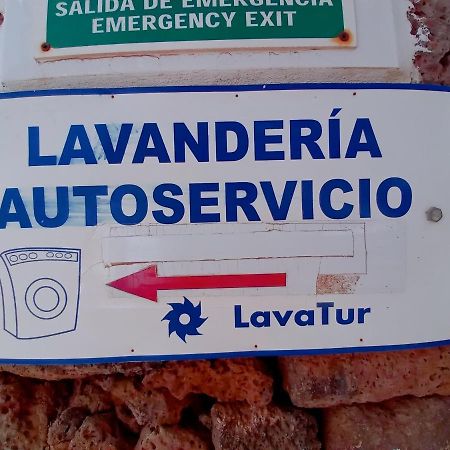 SALIDA DE EMERGENCIA
EMERGENCY EXIT
LAVANDERÍA
AUTOSERVICIO
LavaTur